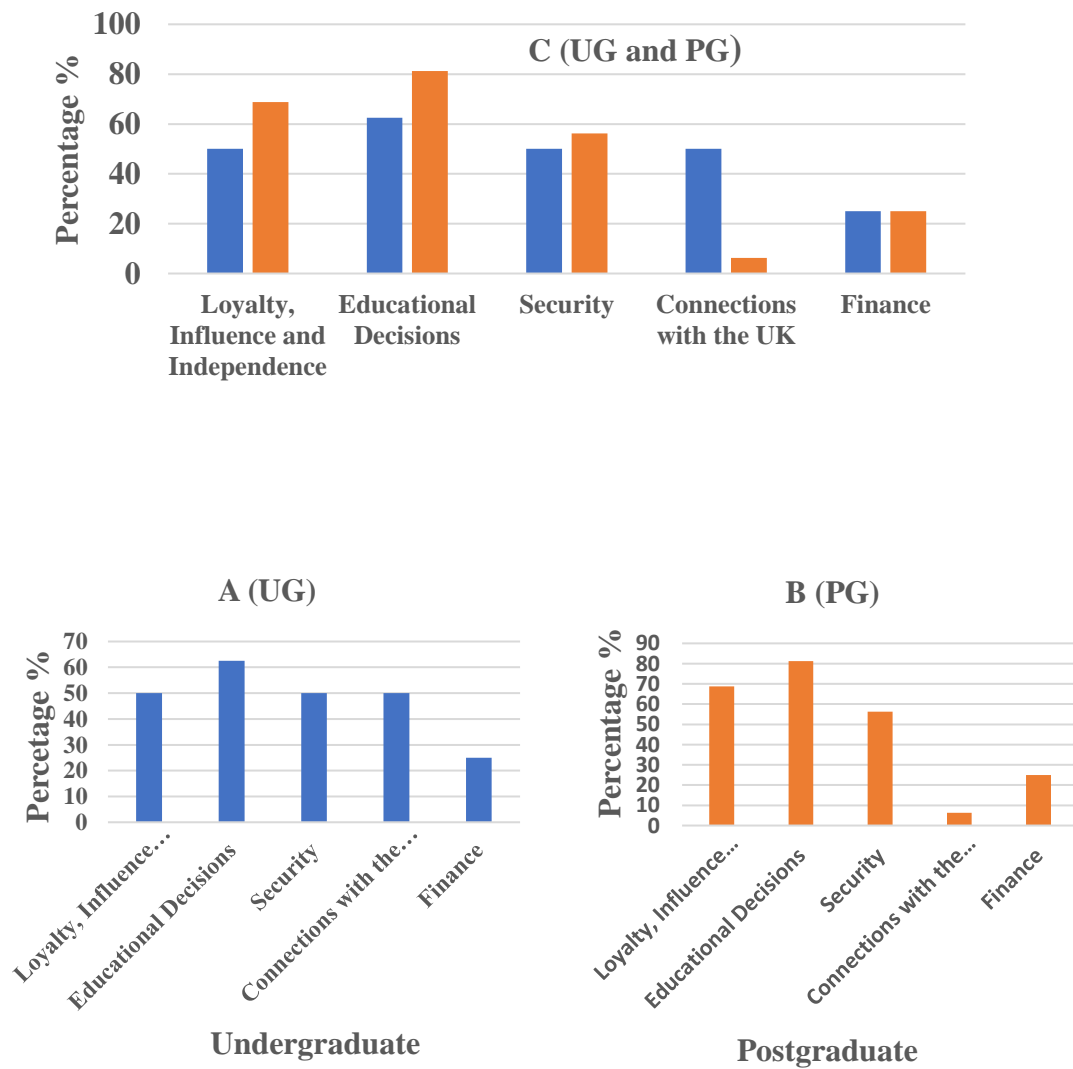 C (UG and PG)
Percentage %
100
80
60
40
20
0
Loyalty,
Influence and
Independence
Educational
Decisions
Security
Connections
with the UK
Finance
A (UG)
Percetage %
70
60
50
40
30
20
10
0
Loyalty, Influence...
Educational Decisions
Security
Connections with the...
Finance
Undergraduate
B (PG)
Percentage %
90
80
70
60
50
40
30
20
10
0
Loyalty, Influence...
Educational Decisions
Security
Connections with the...
Finance
Postgraduate